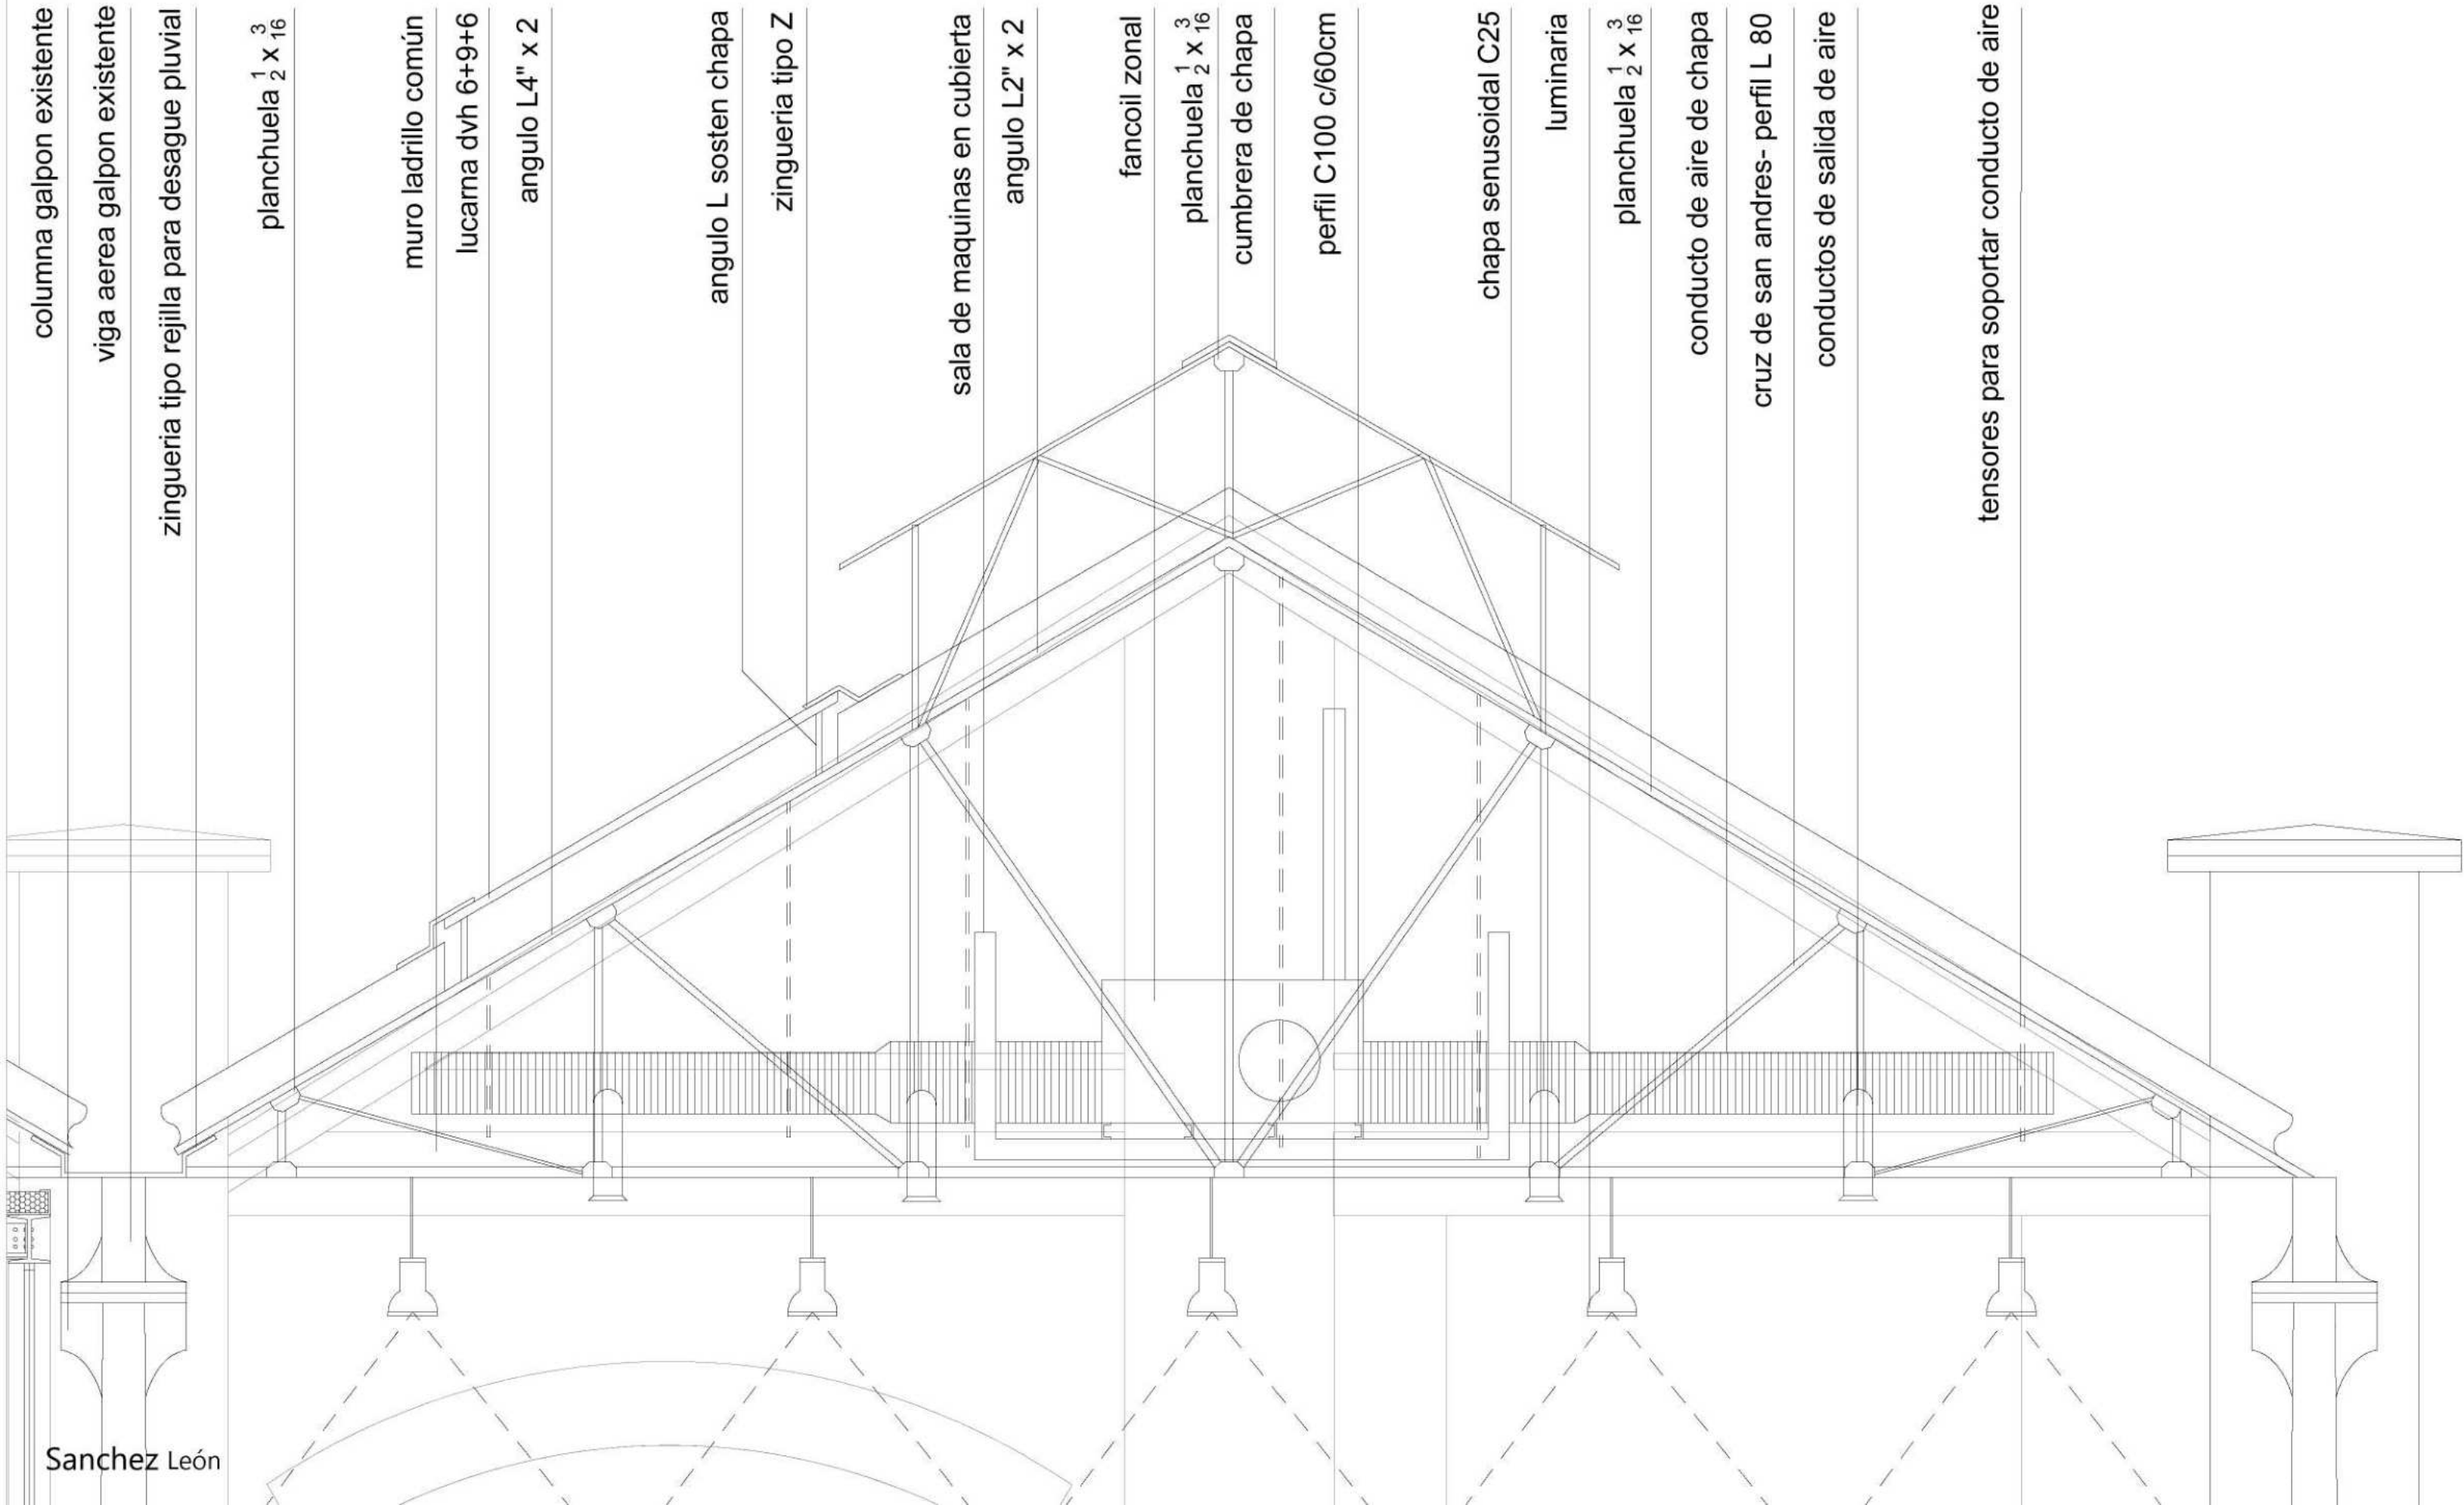 columna galpon existente
viga aerea galpon existente
zingueria tipo rejilla para desague pluvial
planchuela 1/2 x 3/16
muro ladrillo común
lucarna dvh 6+9+6
angulo L4" x 2
angulo L sosten chapa
zingueria tipo Z
sala de maquinas en cubierta
angulo L2" x 2
fancoil zonal
planchuela 1/2 x 3/16
cumbrera de chapa
perfil C100 c/60cm
chapa senusoidal C25
luminaria
planchuela 1/2 x 3/16
conducto de aire de chapa
cruz de san andres- perfil L 80
conductos de salida de aire
tensores para soportar conducto de aire
Sanchez León